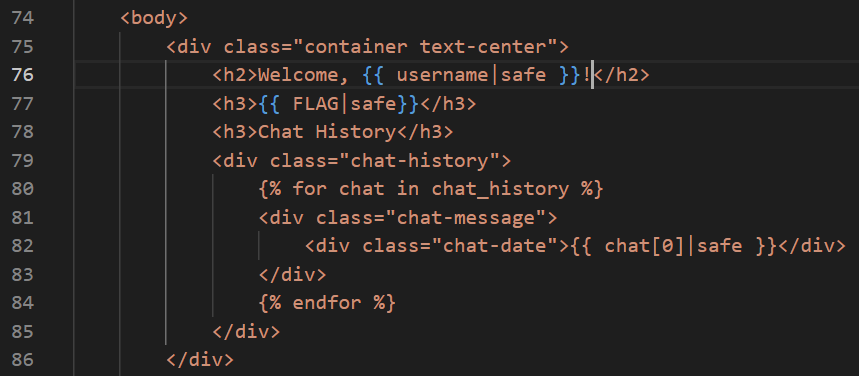 74 <body>
75 <div class="container text-center">
76 <h2>Welcome, {{ username|safe }}!</h2>
77 <h3>{{ FLAG|safe}}</h3>
78 <h3>Chat History</h3>
79 <div class="chat-history">
80 {% for chat in chat_history %}
81 <div class="chat-message">
82 <div class="chat-date">{{ chat[0]|safe }}</div>
83 </div>
84 {% endfor %}
85 </div>
86 </div>